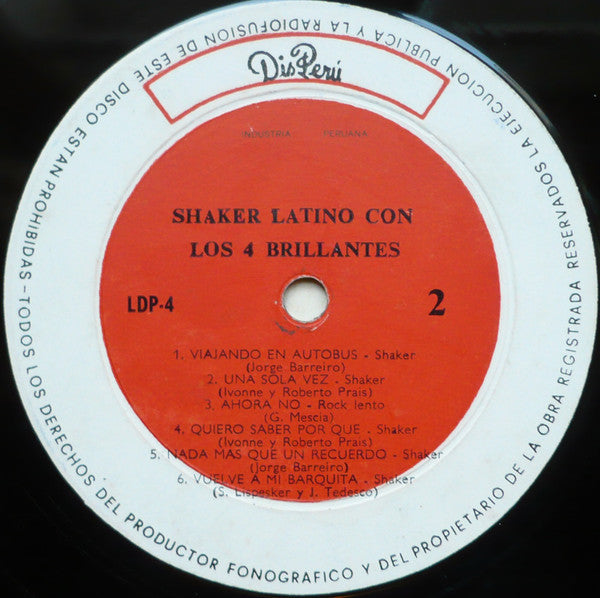 DisPerú
INDUSTRIA PERUANA
SHAKER LATINO CON
LOS 4 BRILLANTES
LDP-4
2
1. VIAJANDO EN AUTOBUS - Shaker
(Jorge Barreiro)
2. UNA SOLA VEZ - Shaker
(Ivonne y Roberto Prais)
3. AHORA NO - Rock lento
(G. Mescia)
4. QUIERO SABER POR QUE - Shaker
(Ivonne y Roberto Prais)
5. NADA MAS QUE UN RECUERDO - Shaker
(Jorge Barreiro)
6. VUELVE A MI BARQUITA - Shaker
(S. Lispesker y J. Tedesco)
TODOS LOS DERECHOS DEL PRODUCTOR FONOGRAFICO Y DEL PROPIETARIO DE LA OBRA REGISTRADA RESERVADOS LA EJECUCION PUBLICA Y LA RADIOFUSION DE ESTE DISCO ESTAN PROHIBIDAS -